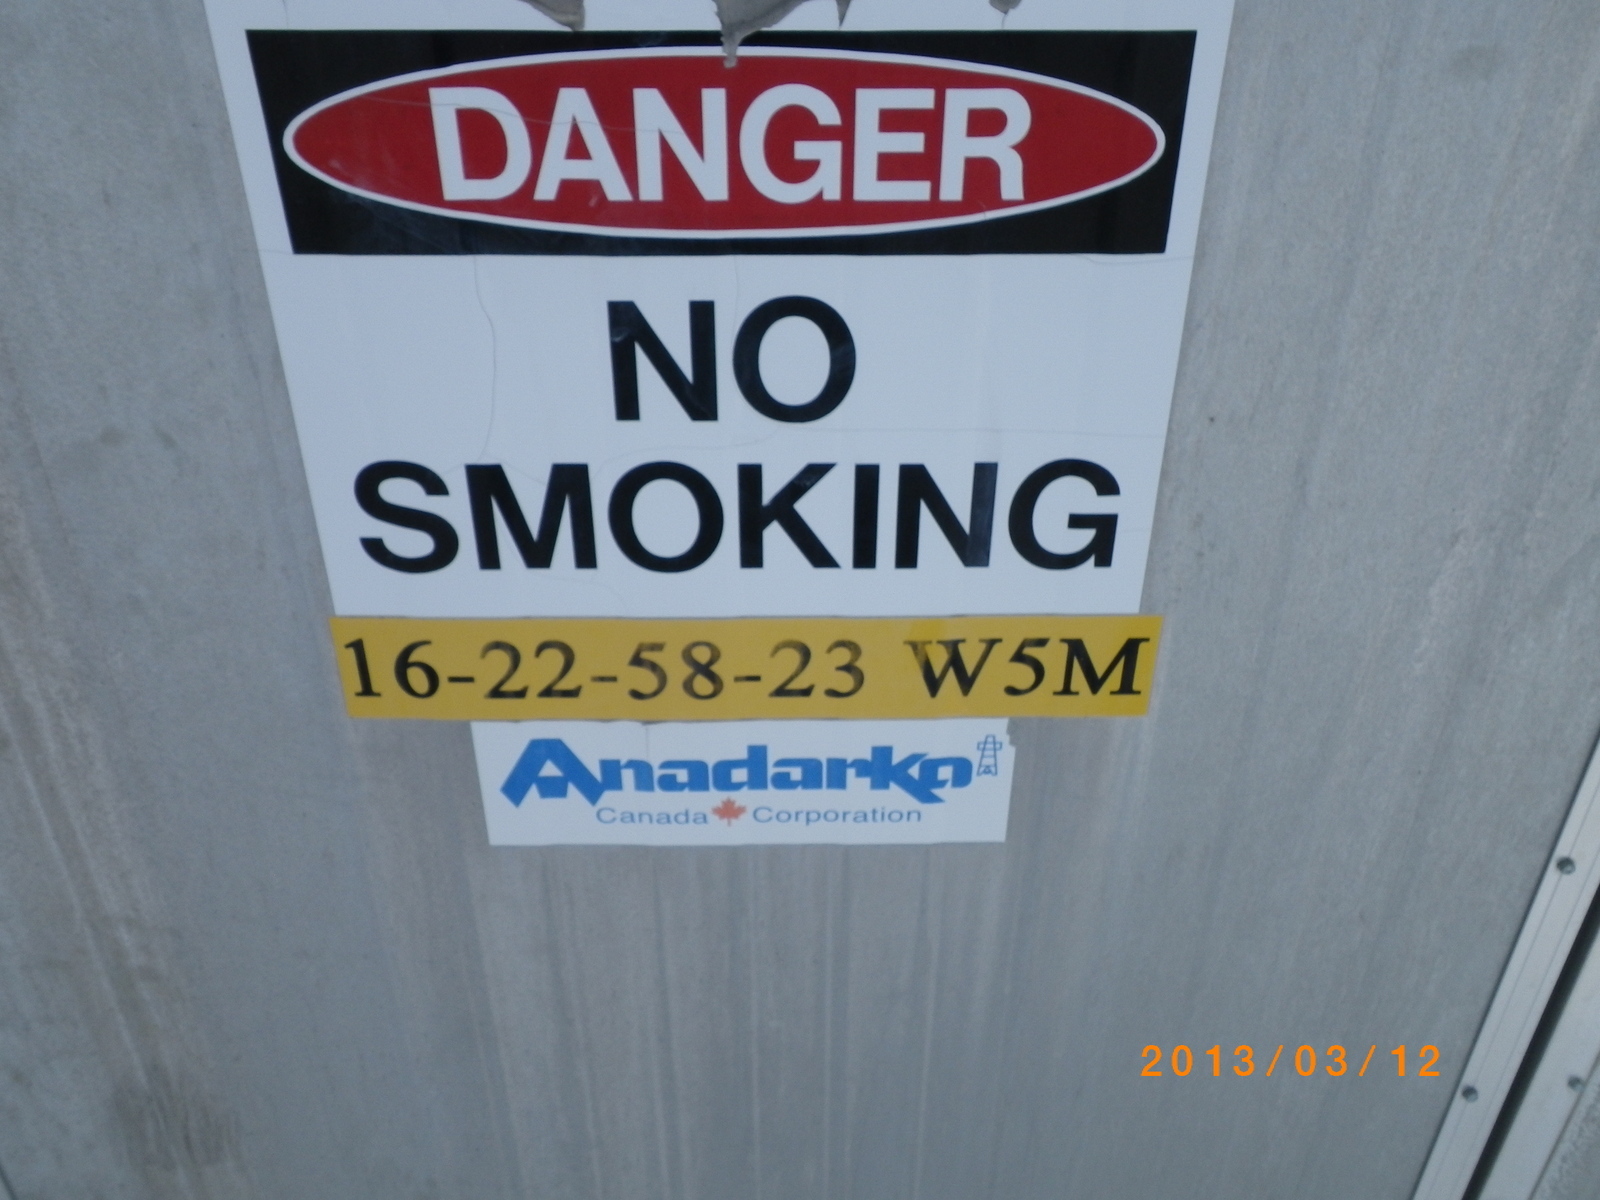 DANGER
NO
SMOKING
16-22-58-23 W5M
Anadarko
Canada Corporation
2013/03/12